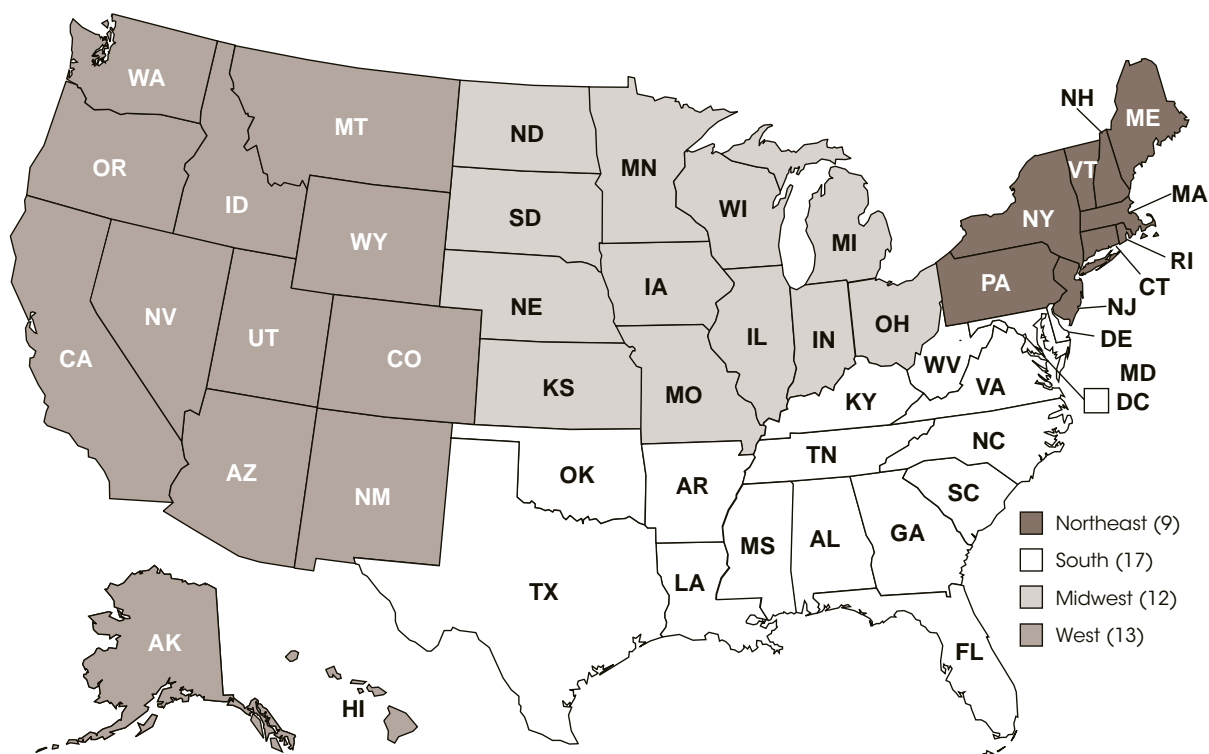 WA
MT
ND
MN
NH
ME
VT
OR
ID
SD
WI
MI
NY
MA
WY
RI
CT
NV
UT
CO
NE
IA
IL
IN
OH
PA
NJ
DE
CA
KS
MO
KY
WV
VA
MD
DC
AZ
NM
OK
AR
TN
NC
SC
TX
LA
MS
AL
GA
FL
AK
HI
Northeast (9)
South (17)
Midwest (12)
West (13)